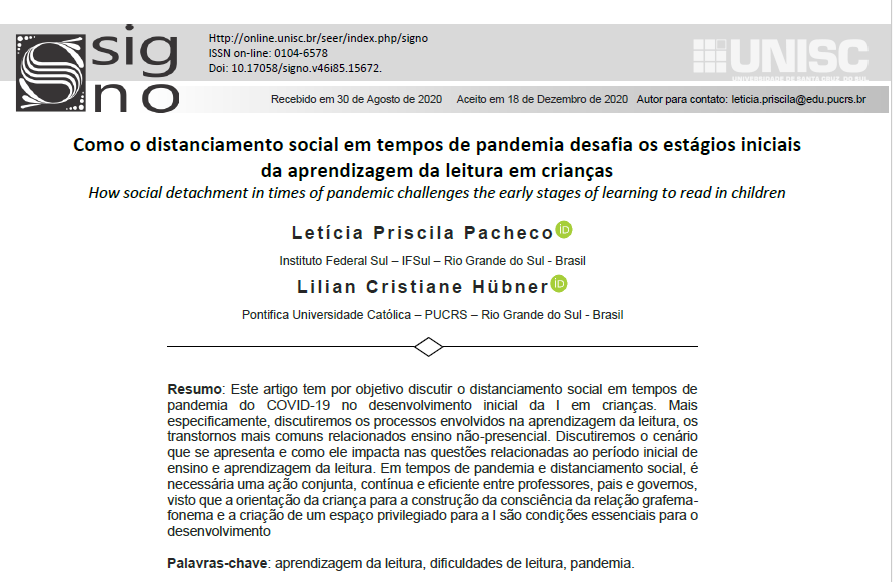 sig
no
Http://online.unisc.br/seer/index.php/signo
ISSN on-line: 0104-6578
Doi: 10.17058/signo.v46i85.15672.
UNISC
UNIVERSIDADE DE SANTA CRUZ DO SUL
Recebido em 30 de Agosto de 2020 Aceito em 18 de Dezembro de 2020 Autor para contato: leticia.priscila@edu.pucrs.br
Como o distanciamento social em tempos de pandemia desafia os estágios iniciais
da aprendizagem da leitura em crianças
How social detachment in times of pandemic challenges the early stages of learning to read in children
Letícia Priscila Pacheco iD
Instituto Federal Sul – IFSul – Rio Grande do Sul - Brasil
Lilian Cristiane Hübner iD
Pontifica Universidade Católica – PUCRS – Rio Grande do Sul - Brasil
Resumo: Este artigo tem por objetivo discutir o distanciamento social em tempos de
pandemia do COVID-19 no desenvolvimento inicial da I em crianças. Mais
especificamente, discutiremos os processos envolvidos na aprendizagem da leitura, os
transtornos mais comuns relacionados ensino não-presencial. Discutiremos o cenário
que se apresenta e como ele impacta nas questões relacionadas ao período inicial de
ensino e aprendizagem da leitura. Em tempos de pandemia e distanciamento social, é
necessária uma ação conjunta, contínua e eficiente entre professores, pais e governos,
visto que a orientação da criança para a construção da consciência da relação grafema-
fonema e a criação de um espaço privilegiado para a I são condições essenciais para o
desenvolvimento
Palavras-chave: aprendizagem da leitura, dificuldades de leitura, pandemia.